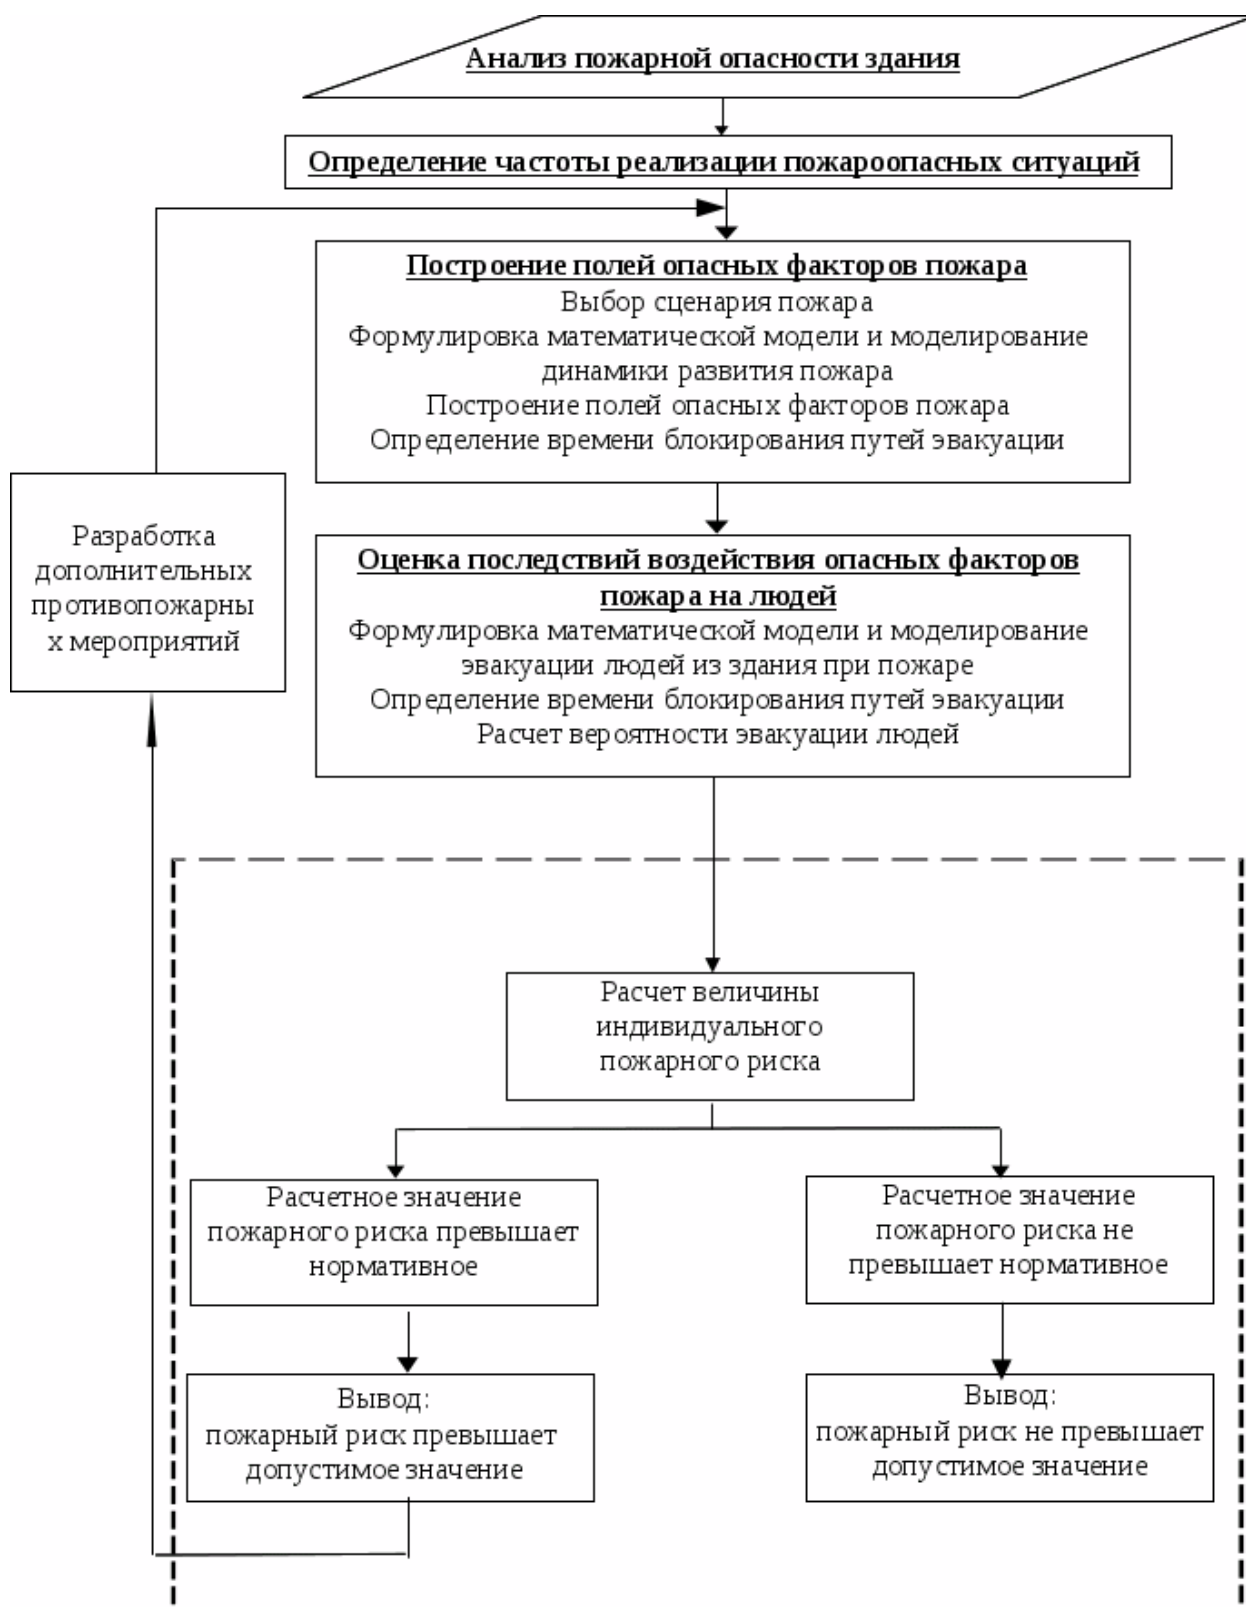 Анализ пожарной опасности здания
Определение частоты реализации пожароопасных ситуаций
Построение полей опасных факторов пожара
Выбор сценария пожара
Формулировка математической модели и моделирование
динамики развития пожара
Построение полей опасных факторов пожара
Определение времени блокирования путей эвакуации
Разработка
дополнительных
противопожарны
х мероприятий
Оценка последствий воздействия опасных факторов
пожара на людей
Формулировка математической модели и моделирование
эвакуации людей из здания при пожаре
Определение времени блокирования путей эвакуации
Расчет вероятности эвакуации людей
Расчет величины
индивидуального
пожарного риска
Расчетное значение
пожарного риска превышает
нормативное
Расчетное значение
пожарного риска не
превышает нормативное
Вывод:
пожарный риск превышает
допустимое значение
Вывод:
пожарный риск не превышает
допустимое значение